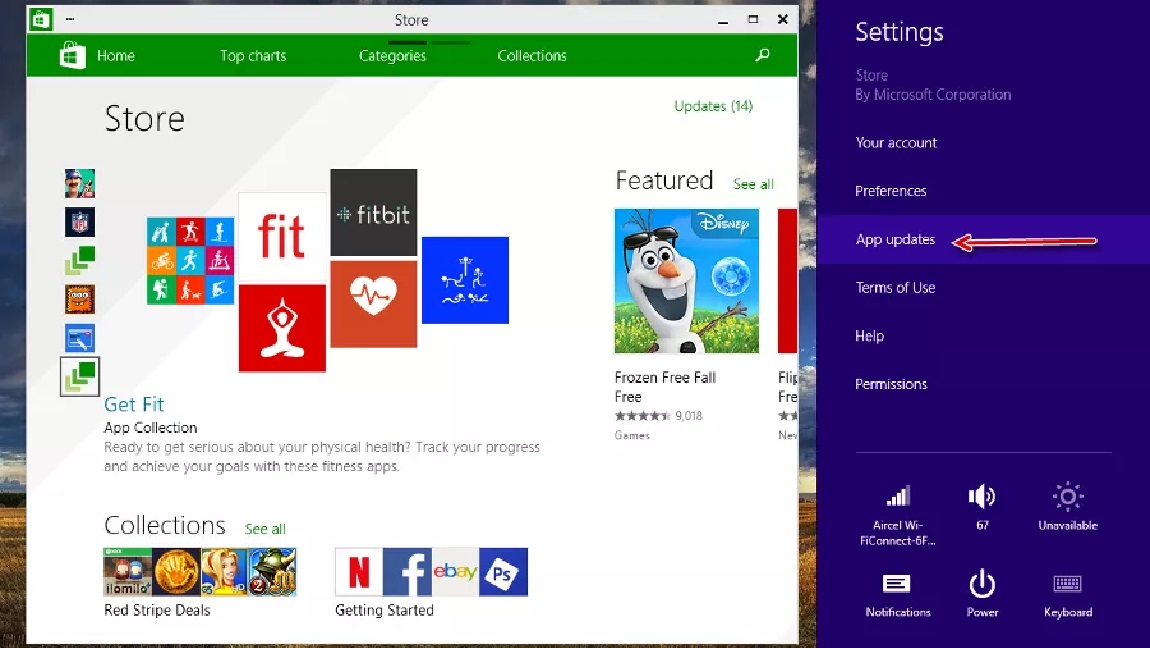 Store
Home
Top charts
Categories
Collections
Store
Updates (14)
fit
fitbit
Get Fit
App Collection
Ready to get serious about your physical health? Track your progress
and achieve your goals with these fitness apps.
Featured
See all
Disney
Frozen Free Fall
Free
9,018
Games
Collections
See all
ilomilo+
Red Stripe Deals
N
f
ebay
Ps
Getting Started
Settings
Store
By Microsoft Corporation
Your account
Preferences
App updates
Terms of Use
Help
Permissions
Aircel Wi-
FiConnect-6F...
67
Unavailable
Notifications
Power
Keyboard